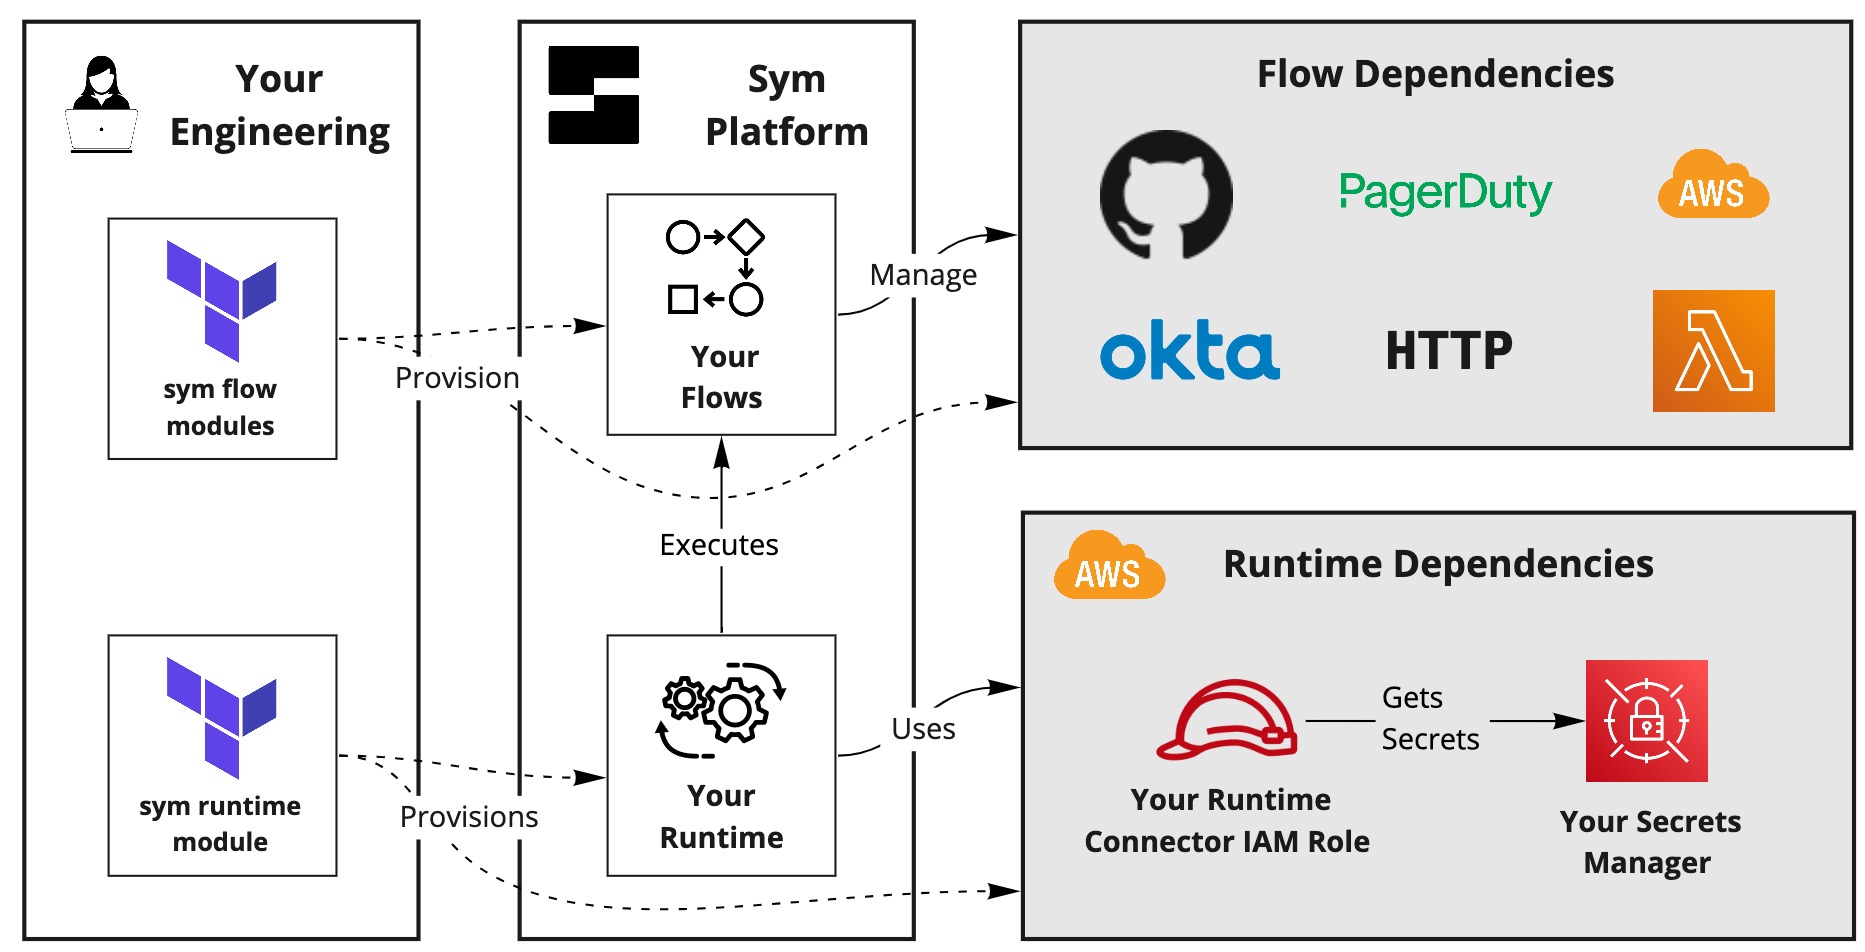 Your
Engineering
sym flow
modules
sym runtime
module
Provision
Provisions
Sym
Platform
Your
Flows
Executes
Your
Runtime
Manage
Uses
Flow Dependencies
PagerDuty
AWS
okta
HTTP
AWS
Runtime Dependencies
Your Runtime
Connector IAM Role
Gets
Secrets
Your Secrets
Manager